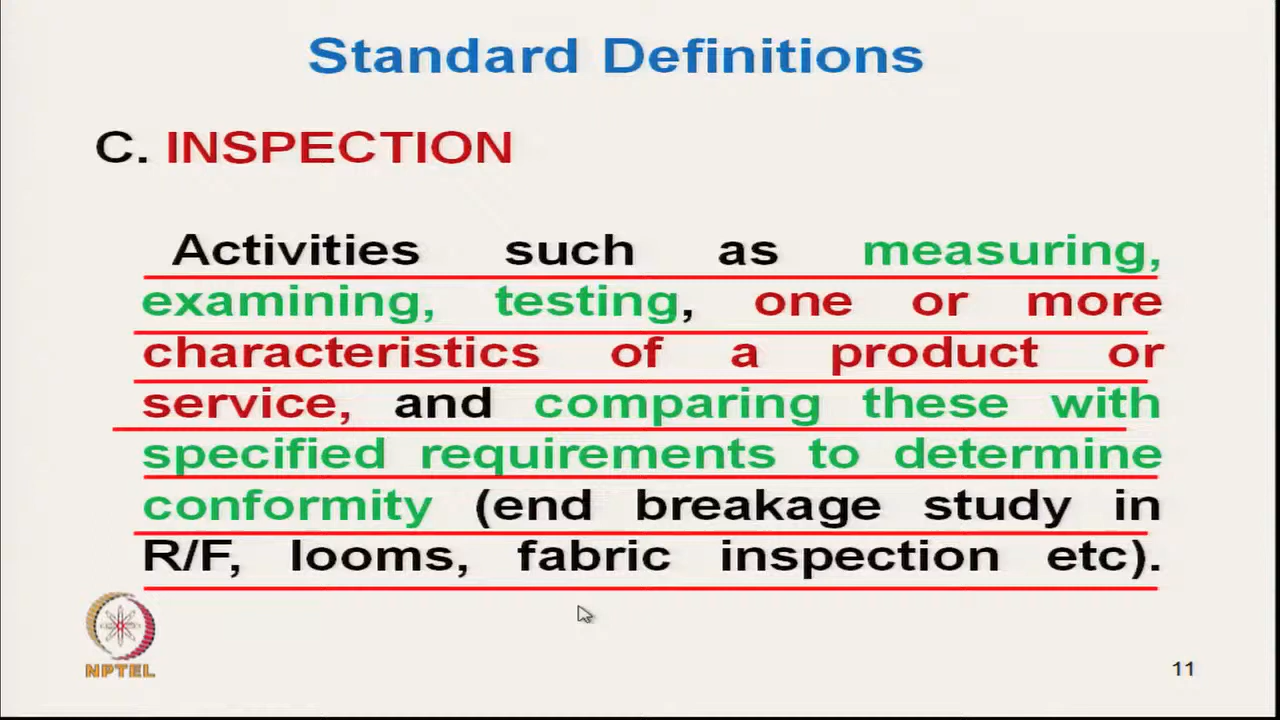 Standard Definitions
C. INSPECTION
Activities such as measuring,
examining, testing, one or more
characteristics of a product or
service, and comparing these with
specified requirements to determine
conformity (end breakage study in
R/F, looms, fabric inspection etc).
NPTEL
11